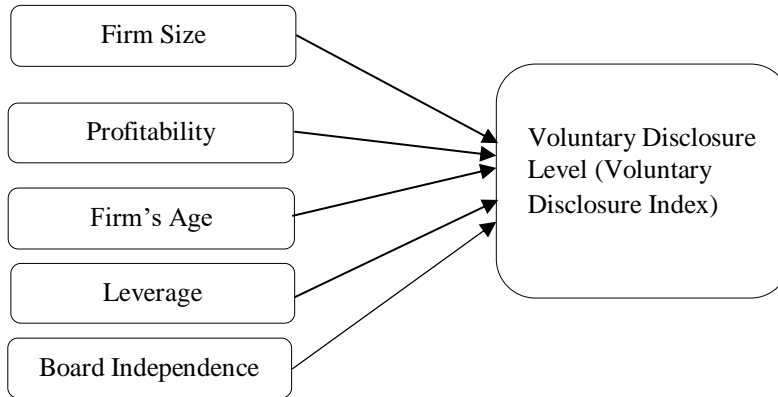 Firm Size
Profitability
Firm's Age
Leverage
Board Independence
Voluntary Disclosure
Level (Voluntary
Disclosure Index)